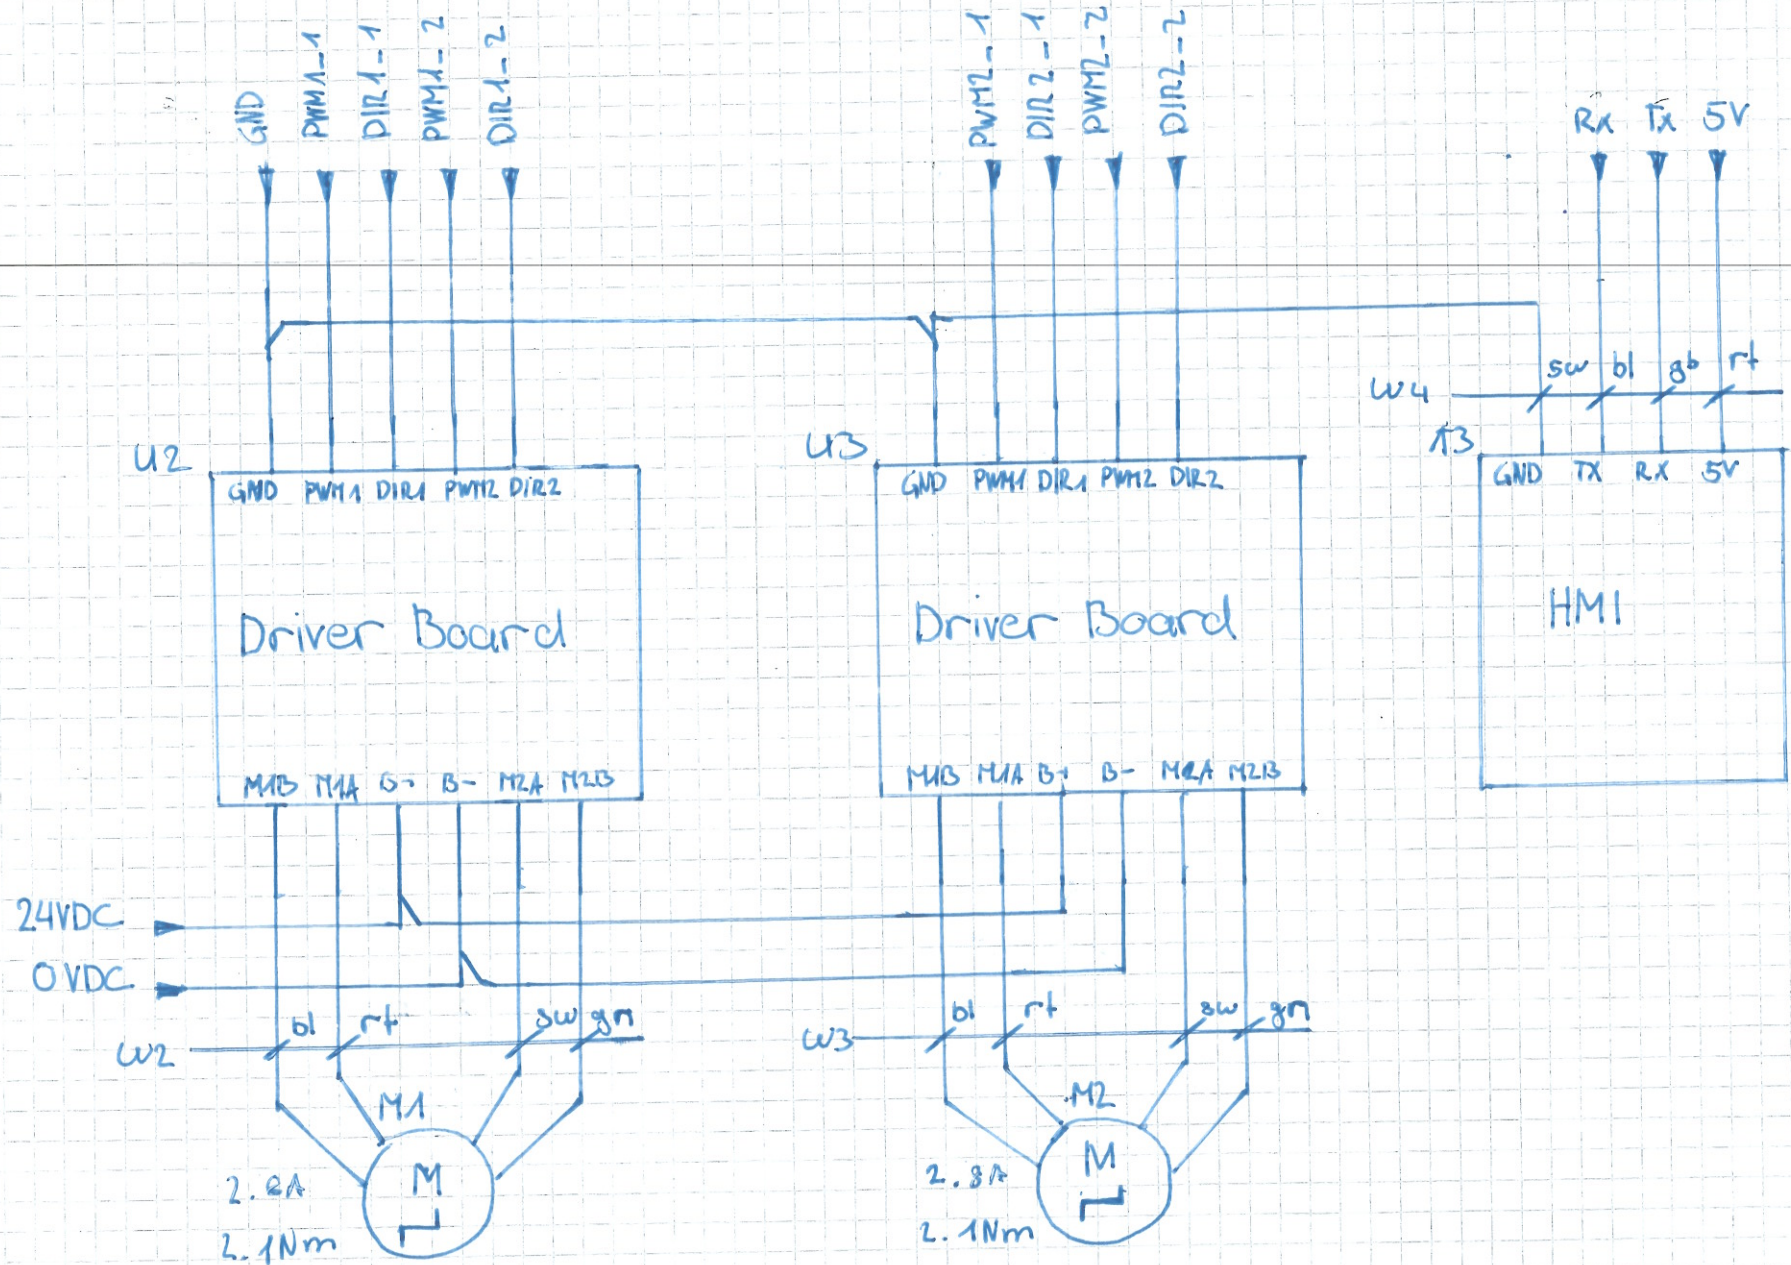 GND PWM1_1 DIR1_1 PWM1_2 DIR1_2
PWM2_1 DIR2_1 PWM2_2 DIR2_2
Rx Tx 5V
W4 sw bl gb rt
U2
GND PWM1 DIR1 PWM2 DIR2
Driver Board
M1B M1A B- B- M2A M2B
U3
GND PWM1 DIR1 PWM2 DIR2
Driver Board
M1B M1A B+ B- M2A M2B
A3
GND TX RX 5V
HMI
24VDC
0VDC
W2 bl rt sw gn
M1
M
2.8A
2.1Nm
W3 bl rt sw gn
M2
M
2.8A
2.1Nm